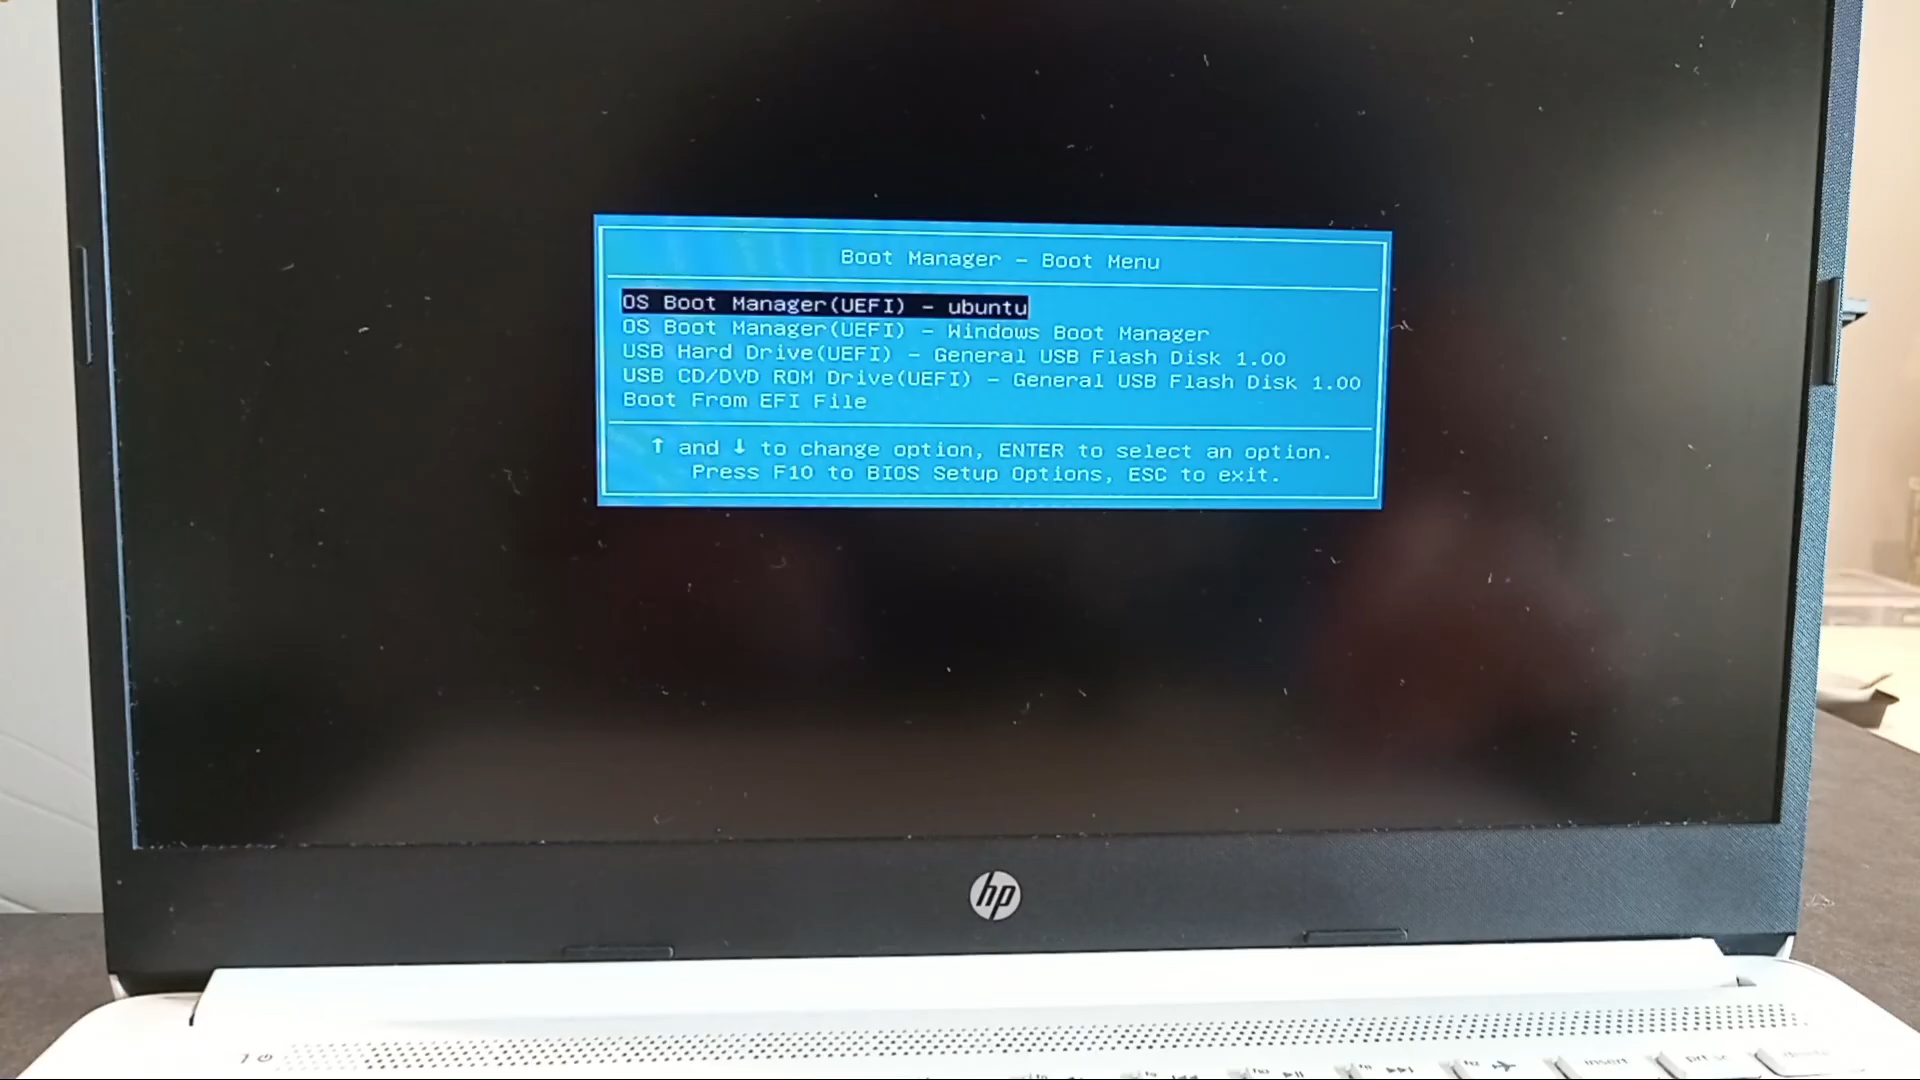 Boot Manager - Boot Menu
OS Boot Manager(UEFI) - ubuntu
OS Boot Manager(UEFI) - Windows Boot Manager
USB Hard Drive(UEFI) - General USB Flash Disk 1.00
USB CD/DVD ROM Drive(UEFI) - General USB Flash Disk 1.00
Boot From EFI File
↑ and ↓ to change option, ENTER to select an option.
Press F10 to BIOS Setup Options, ESC to exit.
hp
insert
prt sc